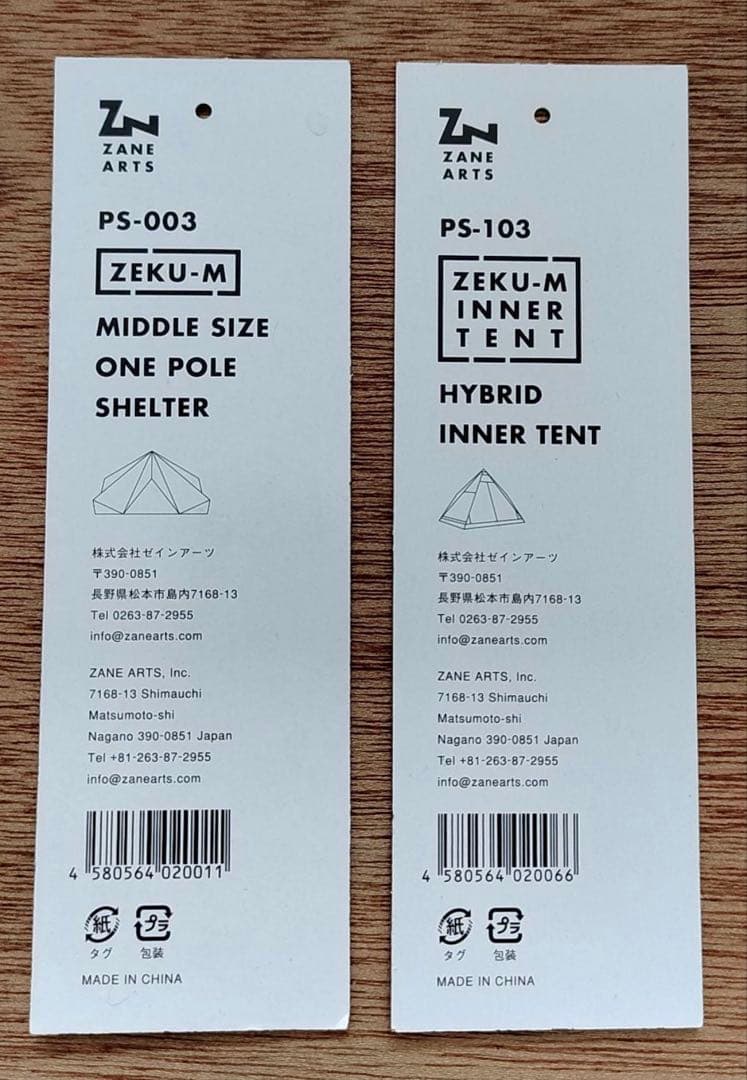 ZN
ZANE
ARTS
PS-003
ZEKU-M
MIDDLE SIZE
ONE POLE
SHELTER
株式会社ゼインアーツ
〒390-0851
長野県松本市島内7168-13
Tel 0263-87-2955
info@zanearts.com
ZANE ARTS, Inc.
7168-13 Shimauchi
Matsumoto-shi
Nagano 390-0851 Japan
Tel +81-263-87-2955
info@zanearts.com
4 580564 020011
紙 プラ
タグ 包装
MADE IN CHINA
ZN
ZANE
ARTS
PS-103
ZEKU-M
INNER
TENT
HYBRID
INNER TENT
株式会社ゼインアーツ
〒390-0851
長野県松本市島内7168-13
Tel 0263-87-2955
info@zanearts.com
ZANE ARTS, Inc.
7168-13 Shimauchi
Matsumoto-shi
Nagano 390-0851 Japan
Tel +81-263-87-2955
info@zanearts.com
4 580564 020066
紙 プラ
タグ 包装
MADE IN CHINA